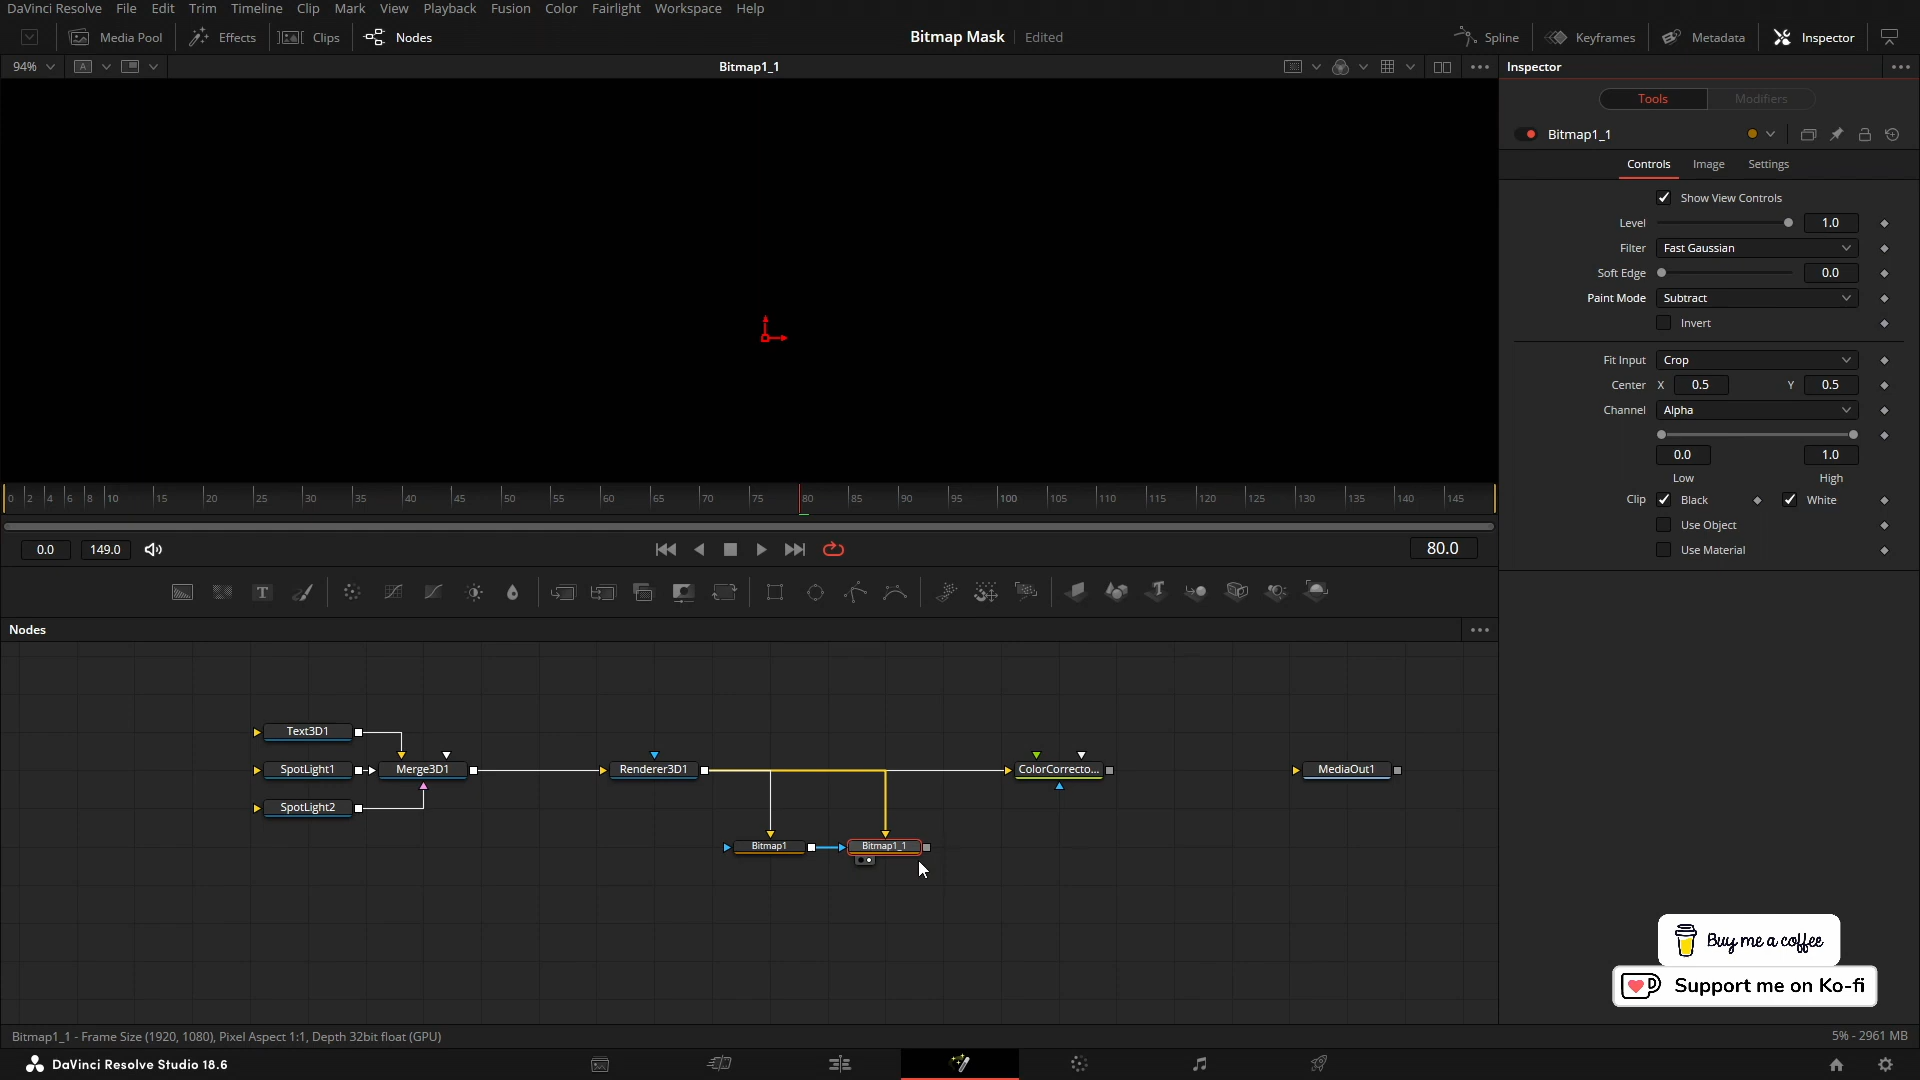 DaVinci Resolve File Edit Trim Timeline Clip Mark View Playback Fusion Color Fairlight Workspace Help
Media Pool Effects Clips Nodes Bitmap Mask Edited Spline Keyframes Metadata Inspector
94% A Bitmap1_1 Inspector
Tools Modifiers
Bitmap1_1
Controls Image Settings
Show View Controls
Level 1.0
Filter Fast Gaussian
Soft Edge 0.0
Paint Mode Subtract
Invert
Fit Input Crop
Center X 0.5 Y 0.5
Channel Alpha
0.0 1.0
Low High
Clip Black White
Use Object
Use Material
0 2 4 6 8 10 15 20 25 30 35 40 45 50 55 60 65 70 75 80 85 90 95 100 105 110 115 120 125 130 135 140 145
0.0 149.0 80.0
T T
Nodes
Text3D1
SpotLight1 Merge3D1 Renderer3D1 ColorCorrecto... MediaOut1
SpotLight2
Bitmap1 Bitmap1_1
Buy me a coffee
Support me on Ko-fi
Bitmap1_1 - Frame Size (1920, 1080), Pixel Aspect 1:1, Depth 32bit float (GPU) 5% - 2961 MB
DaVinci Resolve Studio 18.6